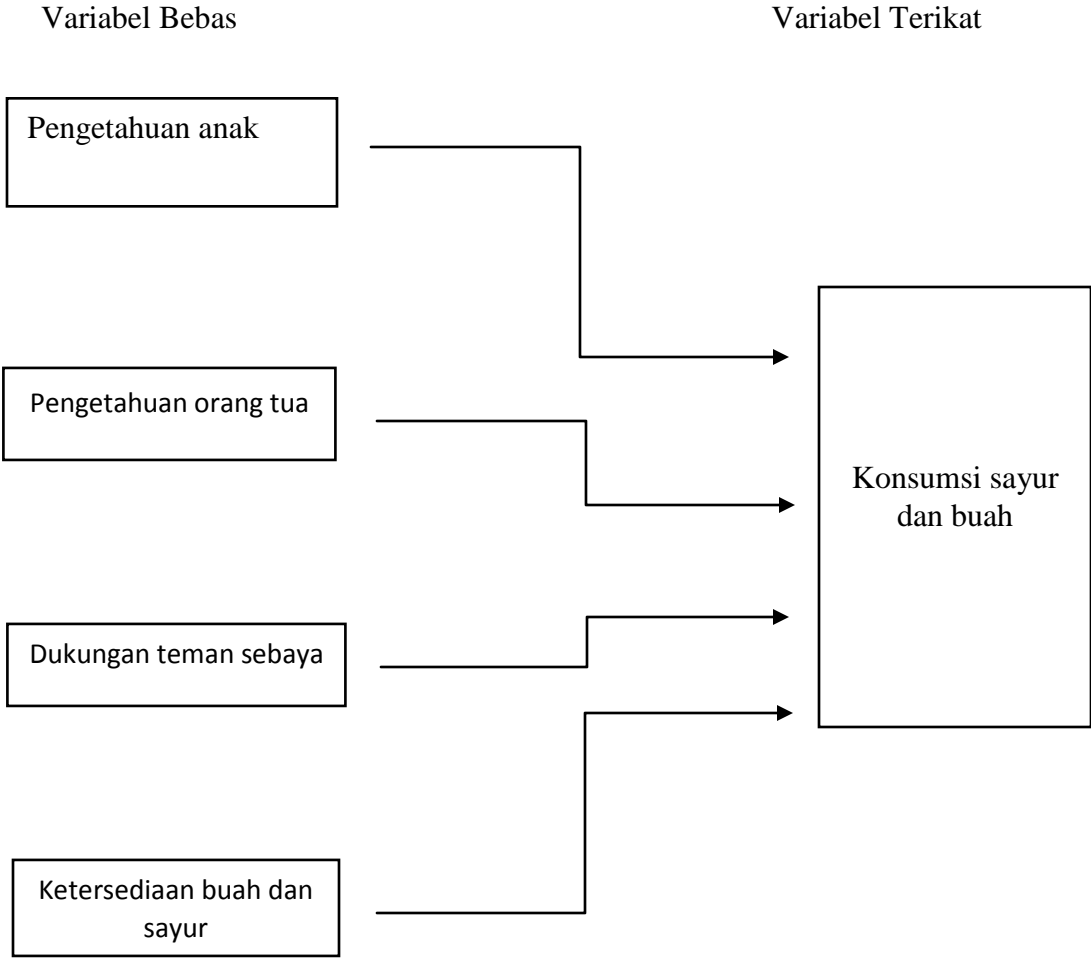 Variabel Bebas
Variabel Terikat
Pengetahuan anak
Pengetahuan orang tua
Konsumsi sayur
dan buah
Dukungan teman sebaya
Ketersediaan buah dan
sayur